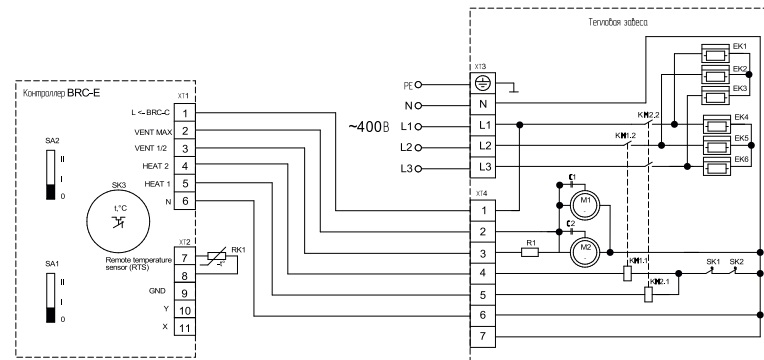 Тепловая завеса
EK1
EK2
EK3
EK4
EK5
EK6
XT3
PE
N
N
~400В
L1
L1
L2
L2
L3
L3
KM2.2
KM1.2
Контроллер BRC-E
XT1
L <- BRC-C
1
VENT MAX
2
VENT 1/2
3
HEAT 2
4
HEAT 1
5
N
6
SA2
II
I
0
SK3
t,°C
XT2
7
RK1
-t°
Remote temperature
sensor (RTS)
8
GND
9
Y
10
X
11
SA1
II
I
0
XT4
1
2
3
4
5
6
7
C1
M1
C2
M2
R1
KM1.1
KM2.1
SK1
SK2